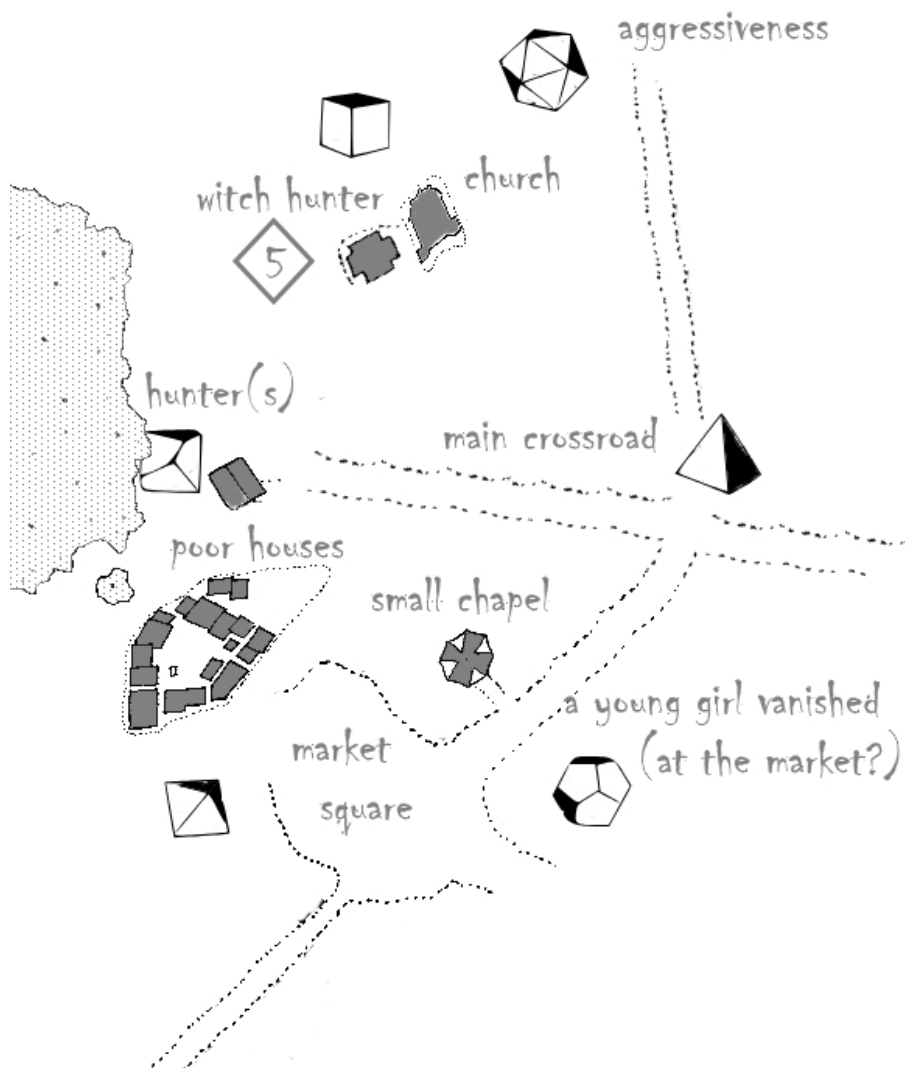 aggressiveness
church
witch hunter
5
hunter(s)
main crossroad
poor houses
small chapel
a young girl vanished
(at the market?)
market
square